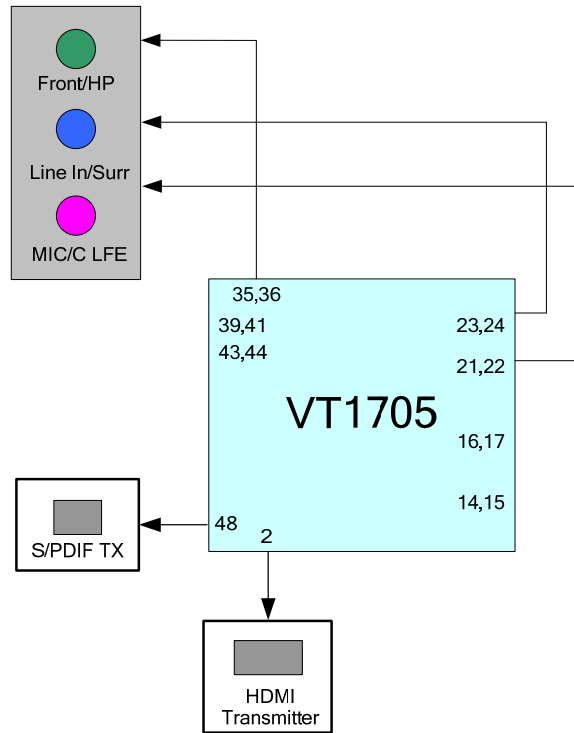 Front/HP
Line In/Surr
MIC/C LFE
35,36
39,41
23,24
43,44
21,22
VT1705
16,17
14,15
48
2
S/PDIF TX
HDMI
Transmitter